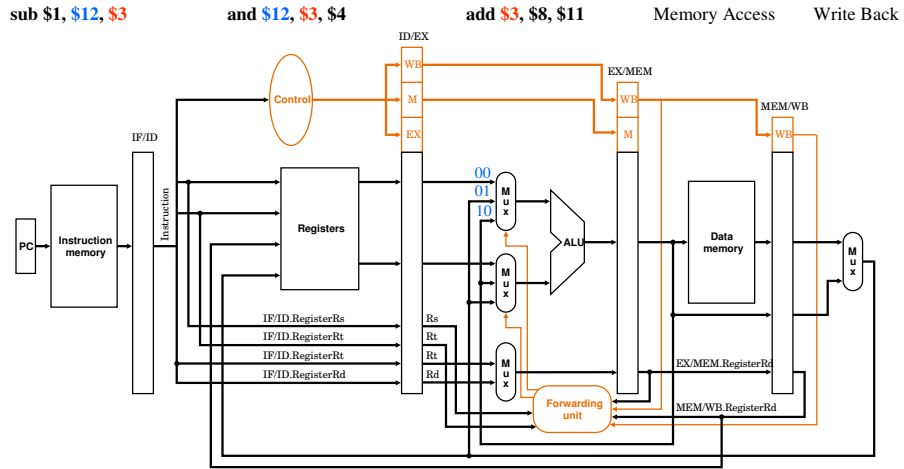 sub $1, $12, $3
and $12, $3, $4
add $3, $8, $11
Memory Access
Write Back
ID/EX
WB
EX/MEM
Control
M
WB
MEM/WB
EX
M
WB
IF/ID
Instruction
00
01
10
Mux
PC
Instruction
memory
Registers
ALU
Data
memory
Mux
Mux
IF/ID.RegisterRs
Rs
IF/ID.RegisterRt
Rt
IF/ID.RegisterRt
Rt
IF/ID.RegisterRd
Rd
Mux
EX/MEM.RegisterRd
Forwarding
unit
MEM/WB.RegisterRd